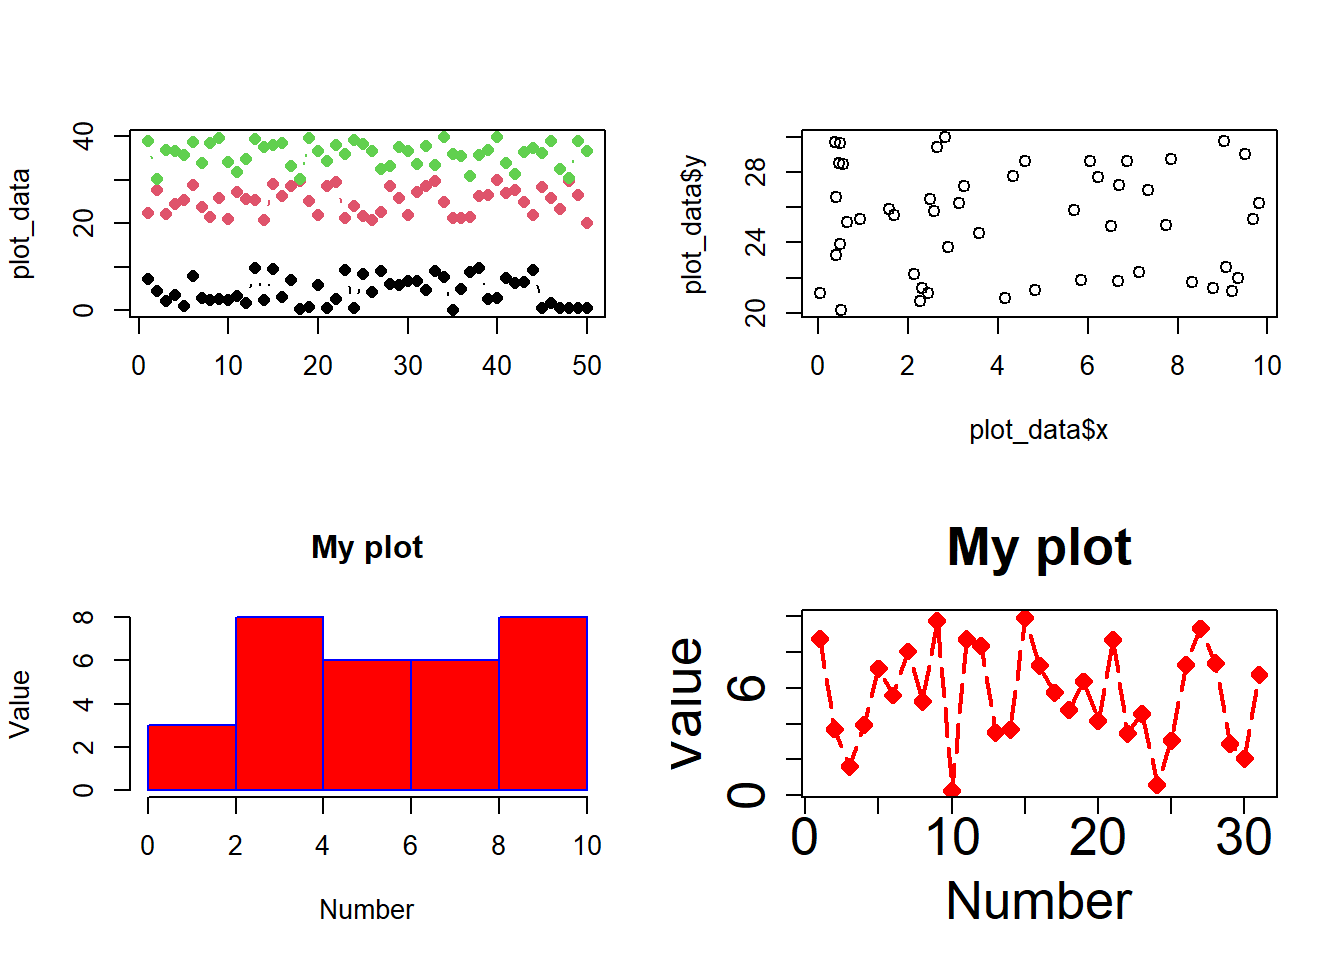 plot_data
0 20 40
0 10 20 30 40 50
plot_data$y
20 24 28
0 2 4 6 8 10
plot_data$x
My plot
Value
0 2 4 6 8
0 2 4 6 8 10
Number
My plot
value
0 6
0 10 20 30
Number